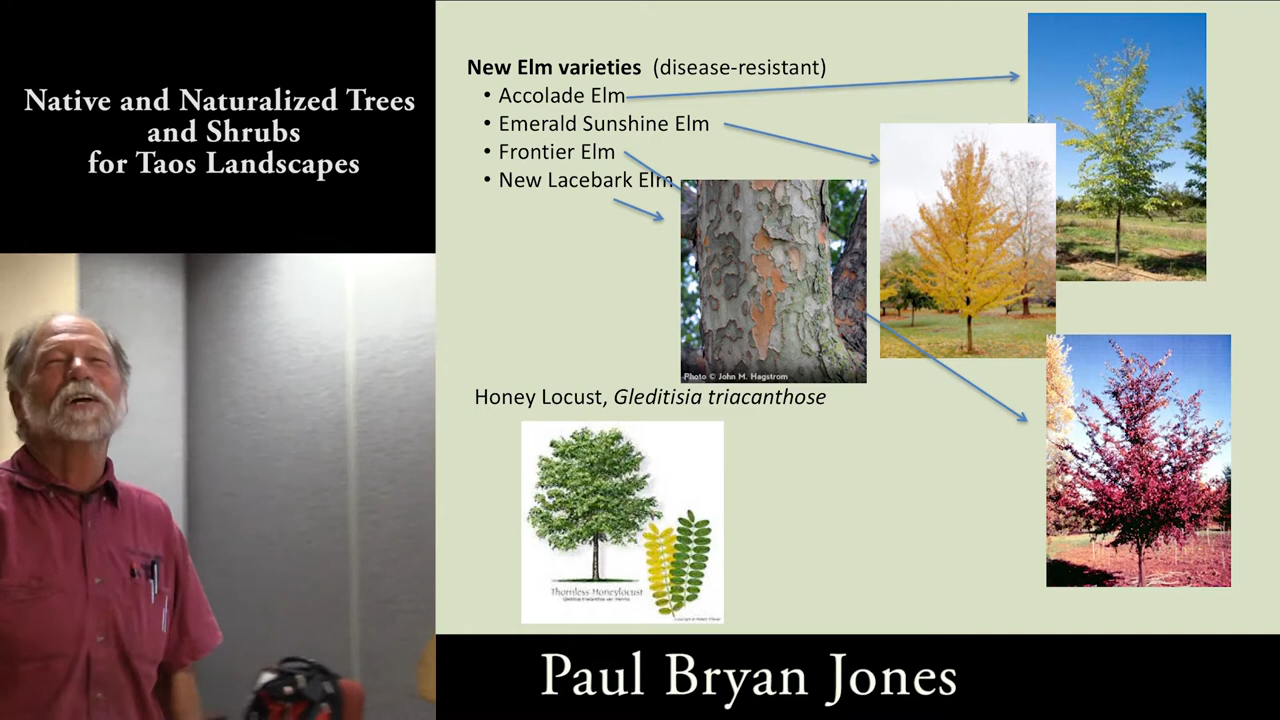 Native and Naturalized Trees
and Shrubs
for Taos Landscapes
New Elm varieties (disease-resistant)
• Accolade Elm
• Emerald Sunshine Elm
• Frontier Elm
• New Lacebark Elm
Photo © John M. Hagstrom
Honey Locust, Gleditisia triacanthose
Thornless Honeylocust
Paul Bryan Jones